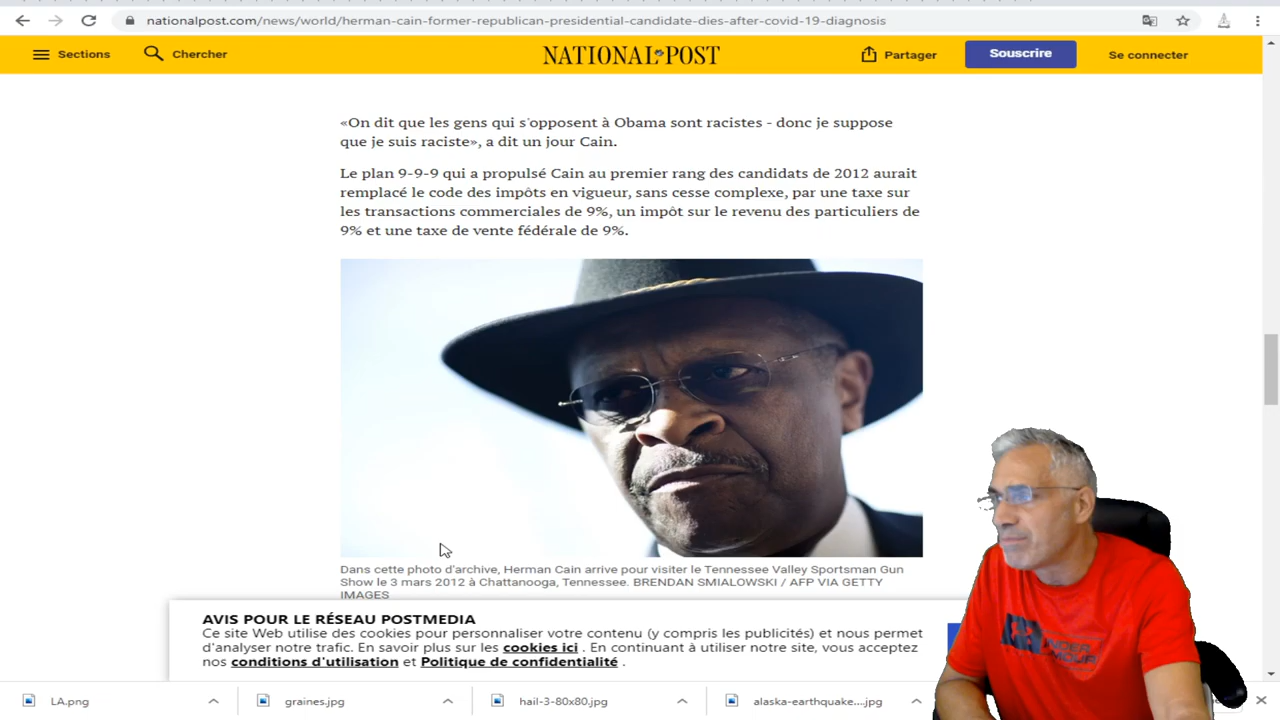 nationalpost.com/news/world/herman-cain-former-republican-presidential-candidate-dies-after-covid-19-diagnosis
Sections
Chercher
NATIONAL POST
Partager
Souscrire
Se connecter
«On dit que les gens qui s'opposent à Obama sont racistes - donc je suppose
que je suis raciste», a dit un jour Cain.
Le plan 9-9-9 qui a propulsé Cain au premier rang des candidats de 2012 aurait
remplacé le code des impôts en vigueur, sans cesse complexe, par une taxe sur
les transactions commerciales de 9%, un impôt sur le revenu des particuliers de
9% et une taxe de vente fédérale de 9%.
Dans cette photo d'archive, Herman Cain arrive pour visiter le Tennessee Valley Sportsman Gun
Show le 3 mars 2012 à Chattanooga, Tennessee. BRENDAN SMIALOWSKI / AFP VIA GETTY
IMAGES
AVIS POUR LE RÉSEAU POSTMEDIA
Ce site Web utilise des cookies pour personnaliser votre contenu (y compris les publicités) et nous permet
d'analyser notre trafic. En savoir plus sur les cookies ici . En continuant à utiliser notre site, vous acceptez
nos conditions d'utilisation et Politique de confidentialité .
LA.png
graines.jpg
hail-3-80x80.jpg
alaska-earthquake....jpg